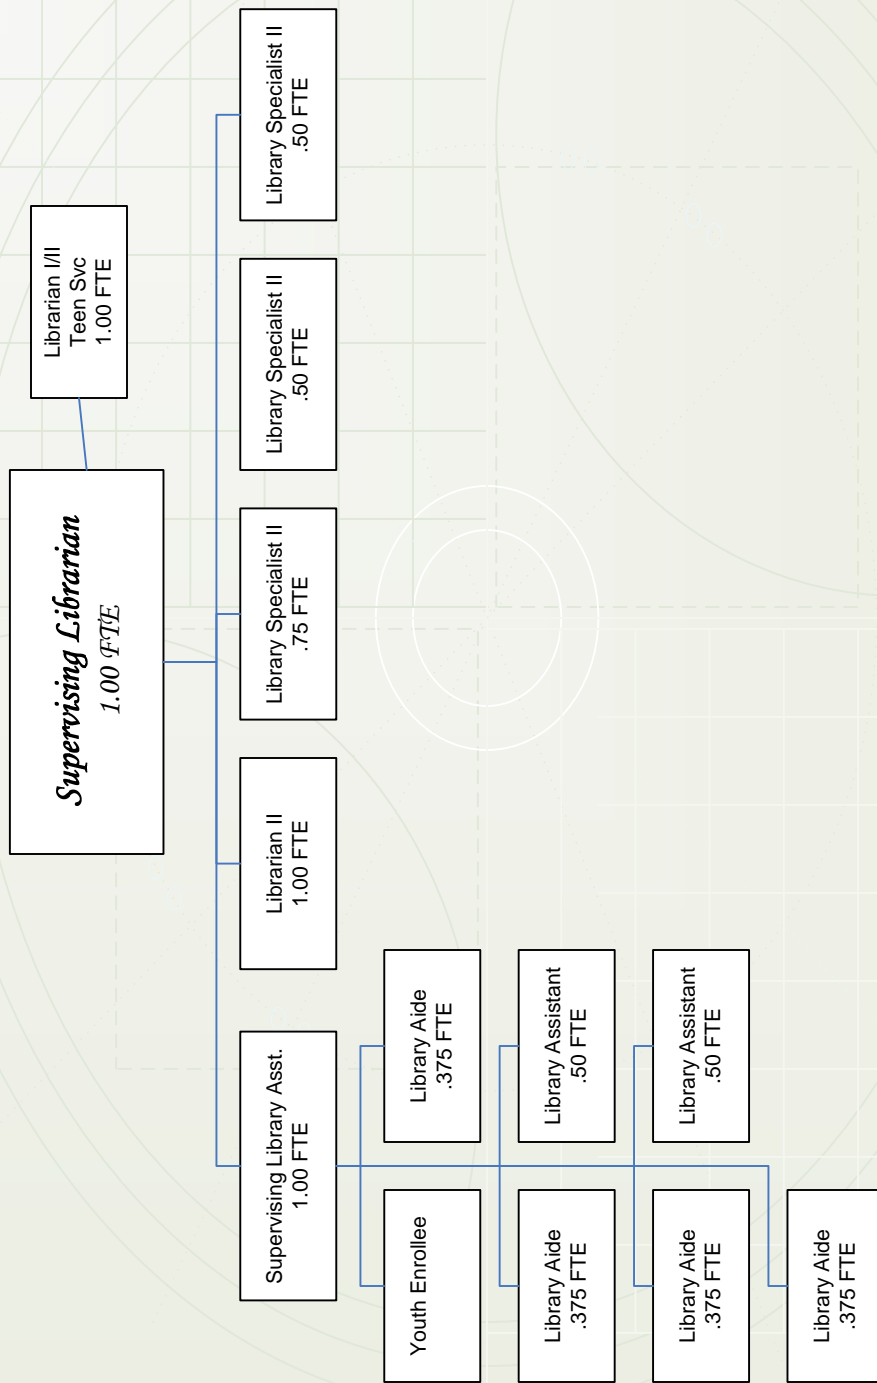 Supervising Librarian
1.00 FTE
Librarian I/II
Teen Svc
1.00 FTE
Supervising Library Asst.
1.00 FTE
Librarian II
1.00 FTE
Library Specialist II
.75 FTE
Library Specialist II
.50 FTE
Library Specialist II
.50 FTE
Youth Enrollee
Library Aide
.375 FTE
Library Aide
.375 FTE
Library Assistant
.50 FTE
Library Aide
.375 FTE
Library Assistant
.50 FTE
Library Aide
.375 FTE